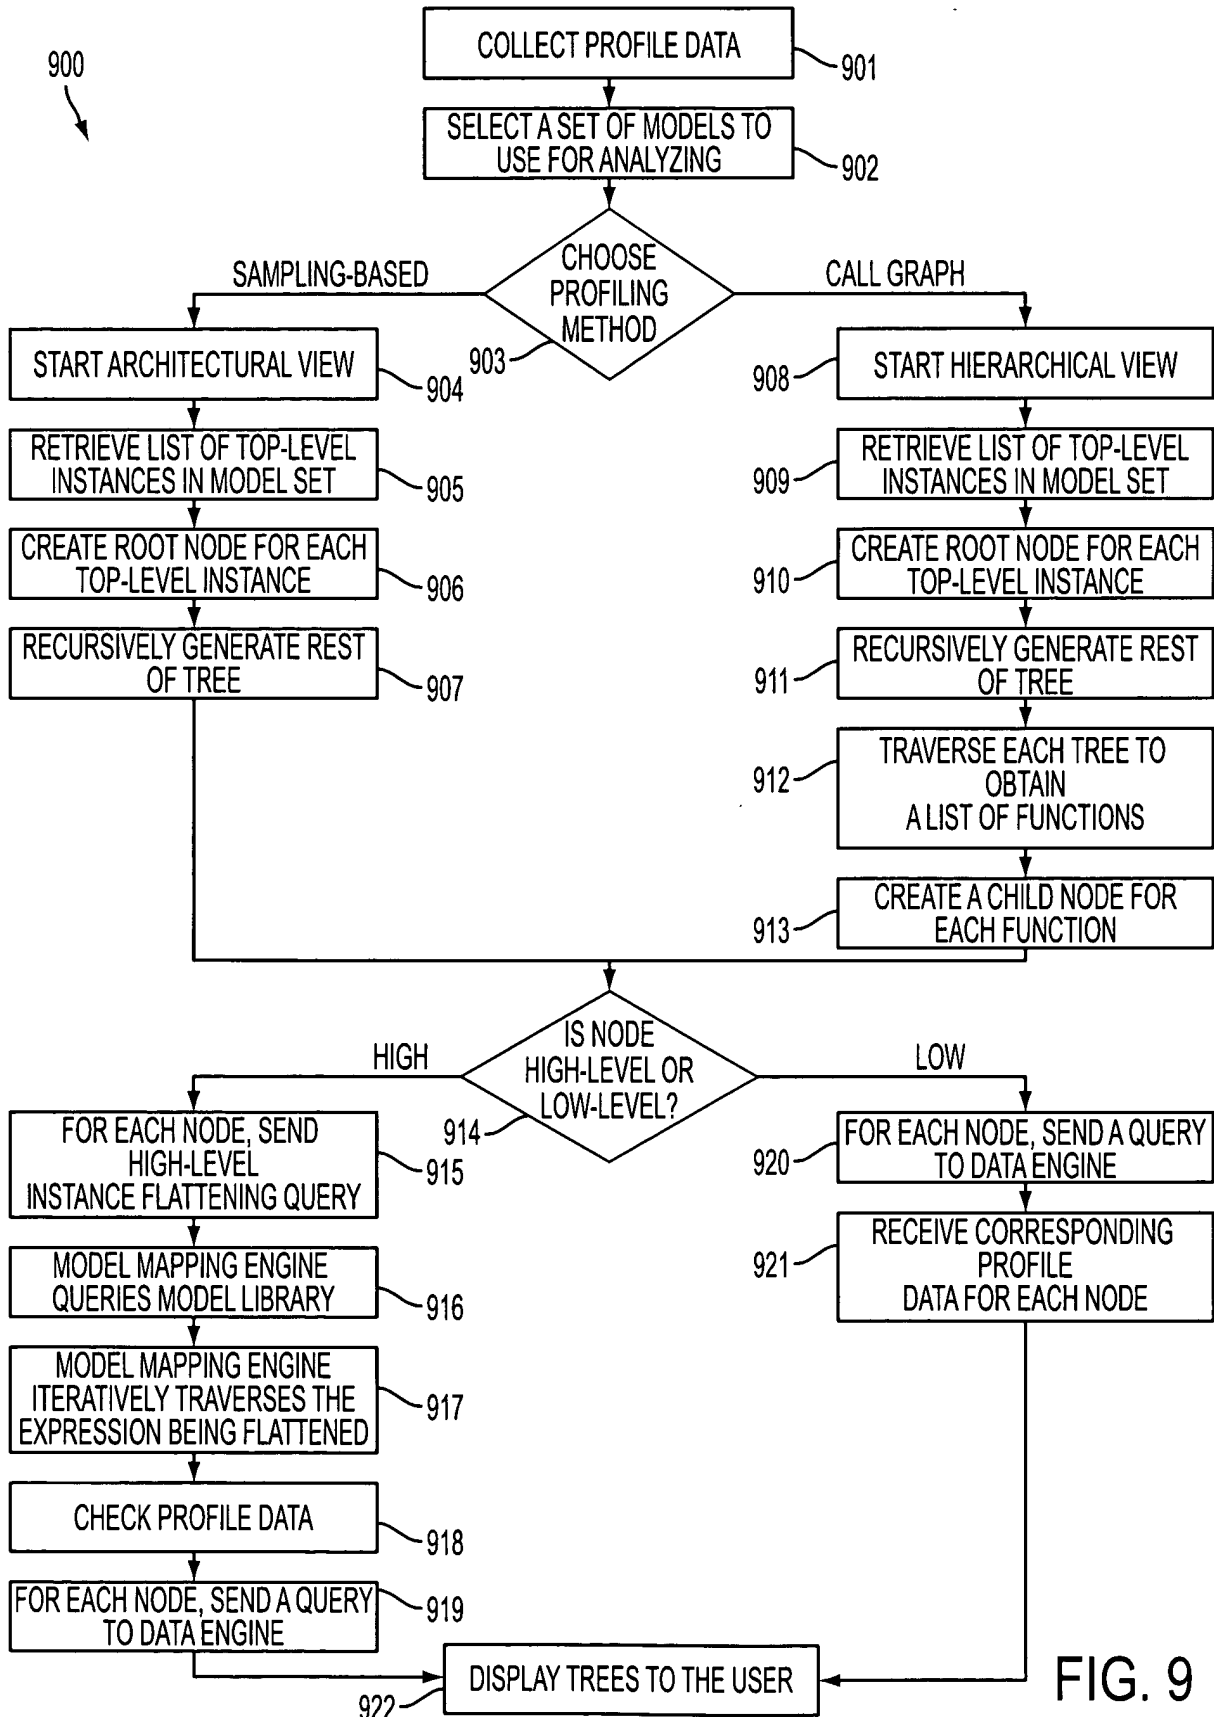 900
COLLECT PROFILE DATA
901
SELECT A SET OF MODELS TO
USE FOR ANALYZING
902
CHOOSE
PROFILING
METHOD
903
SAMPLING-BASED
CALL GRAPH
START ARCHITECTURAL VIEW
904
RETRIEVE LIST OF TOP-LEVEL
INSTANCES IN MODEL SET
905
CREATE ROOT NODE FOR EACH
TOP-LEVEL INSTANCE
906
RECURSIVELY GENERATE REST
OF TREE
907
START HIERARCHICAL VIEW
908
RETRIEVE LIST OF TOP-LEVEL
INSTANCES IN MODEL SET
909
CREATE ROOT NODE FOR EACH
TOP-LEVEL INSTANCE
910
RECURSIVELY GENERATE REST
OF TREE
911
TRAVERSE EACH TREE TO
OBTAIN
A LIST OF FUNCTIONS
912
CREATE A CHILD NODE FOR
EACH FUNCTION
913
IS NODE
HIGH-LEVEL OR
LOW-LEVEL?
914
HIGH
LOW
FOR EACH NODE, SEND
HIGH-LEVEL
INSTANCE FLATTENING QUERY
915
MODEL MAPPING ENGINE
QUERIES MODEL LIBRARY
916
MODEL MAPPING ENGINE
ITERATIVELY TRAVERSES THE
EXPRESSION BEING FLATTENED
917
CHECK PROFILE DATA
918
FOR EACH NODE, SEND A QUERY
TO DATA ENGINE
919
FOR EACH NODE, SEND A QUERY
TO DATA ENGINE
920
RECEIVE CORRESPONDING
PROFILE
DATA FOR EACH NODE
921
DISPLAY TREES TO THE USER
922
FIG. 9